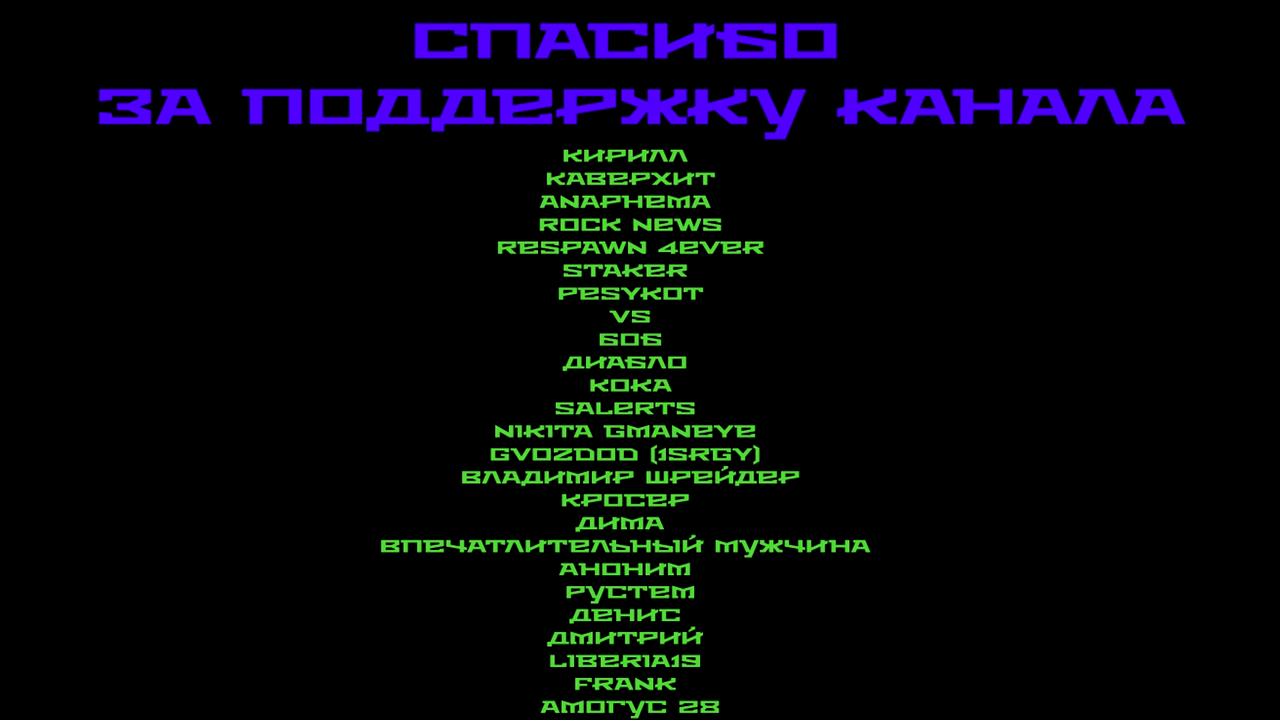 СПАСИБО
ЗА ПОДДЕРЖКУ КАНАЛА
КИРИЛЛ
КАВЕРХИТ
ANAPHEMA
ROCK NEWS
RESPAWN 4EVER
STAKER
PESYKOT
VS
БОБ
ДИАБЛО
КОКА
SALERTS
NIKITA GMANEYE
GVOZDOD (1SRGY)
ВЛАДИМИР ШРЕЙДЕР
КРОСЕР
ДИМА
ВПЕЧАТЛИТЕЛЬНЫЙ МУЖЧИНА
АНОНИМ
РУСТЕМ
ДЕНИС
ДМИТРИЙ
LIBERIA19
FRANK
АМОГУС 28